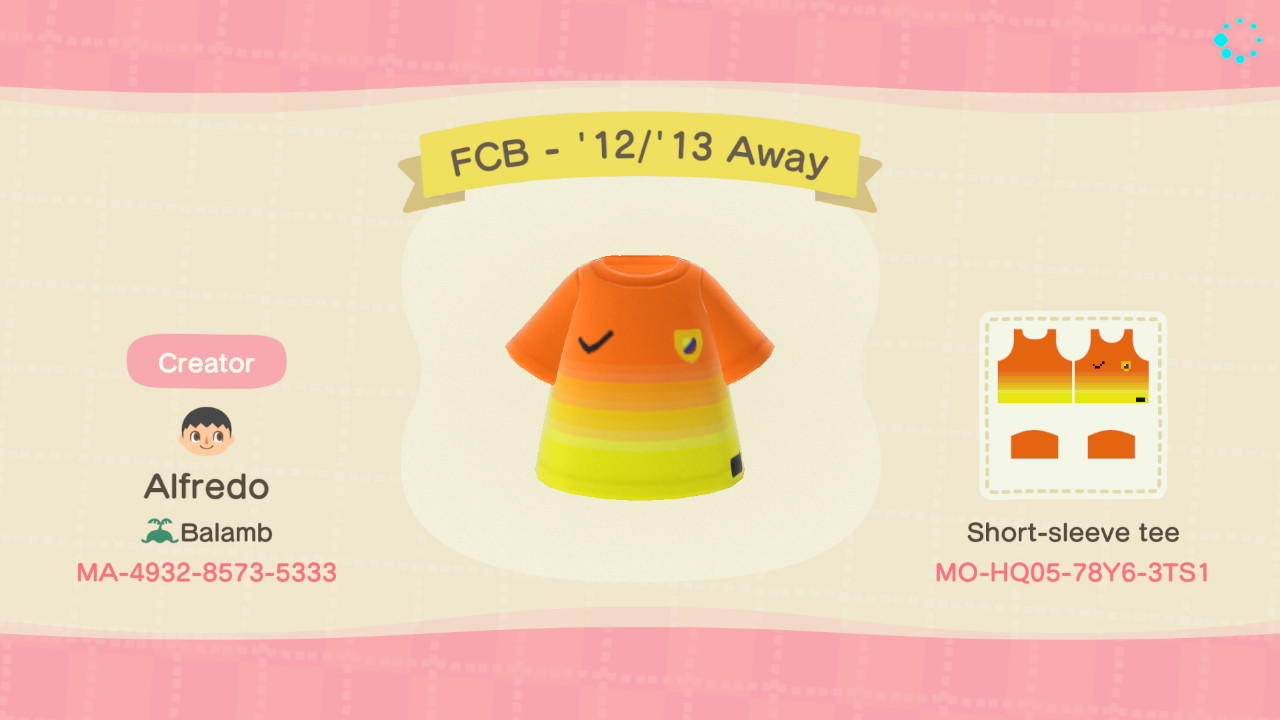 FCB - '12/'13 Away
Creator
Alfredo
Balamb
MA-4932-8573-5333
Short-sleeve tee
MO-HQ05-78Y6-3TS1